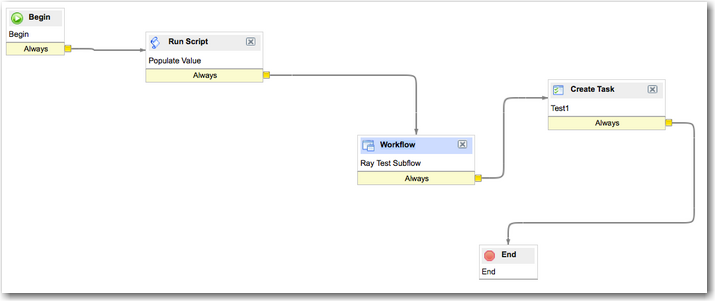 Begin
Begin
Always
Run Script
Populate Value
Always
Workflow
Ray Test Subflow
Always
Create Task
Test1
Always
End
End